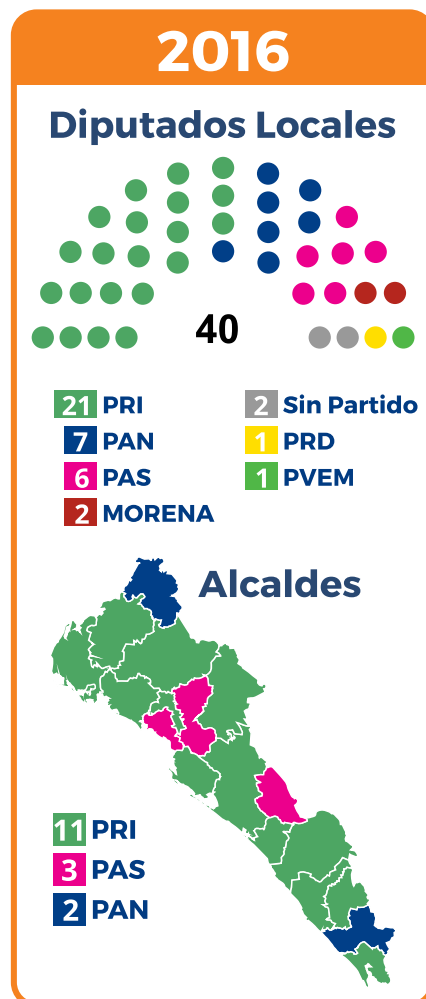 2016
Diputados Locales
40
21 PRI
7 PAN
6 PAS
2 MORENA
2 Sin Partido
1 PRD
1 PVEM
Alcaldes
11 PRI
3 PAS
2 PAN